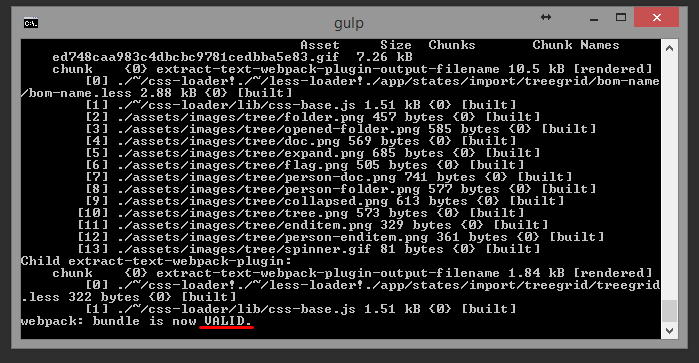 gulp
C:\.
Asset Size Chunks Chunk Names
ed748caa983c4dbcbc9781cedbba5e83.gif 7.26 kB
chunk {0} extract-text-webpack-plugin-output-filename 10.5 kB [rendered]
[0] ./~/css-loader!./~/less-loader!./app/states/import/treegrid/bom-name
/bom-name.less 2.88 kB {0} [built]
[1] ./~/css-loader/lib/css-base.js 1.51 kB {0} [built]
[2] ./assets/images/tree/folder.png 457 bytes {0} [built]
[3] ./assets/images/tree/opened-folder.png 585 bytes {0} [built]
[4] ./assets/images/tree/doc.png 569 bytes {0} [built]
[5] ./assets/images/tree/expand.png 685 bytes {0} [built]
[6] ./assets/images/tree/flag.png 505 bytes {0} [built]
[7] ./assets/images/tree/person-doc.png 741 bytes {0} [built]
[8] ./assets/images/tree/person-folder.png 577 bytes {0} [built]
[9] ./assets/images/tree/collapsed.png 613 bytes {0} [built]
[10] ./assets/images/tree/tree.png 573 bytes {0} [built]
[11] ./assets/images/tree/enditem.png 329 bytes {0} [built]
[12] ./assets/images/tree/person-enditem.png 361 bytes {0} [built]
[13] ./assets/images/tree/spinner.gif 81 bytes {0} [built]
Child extract-text-webpack-plugin:
chunk {0} extract-text-webpack-plugin-output-filename 1.84 kB [rendered]
[0] ./~/css-loader!./~/less-loader!./app/states/import/treegrid/treegrid
.less 322 bytes {0} [built]
[1] ./~/css-loader/lib/css-base.js 1.51 kB {0} [built]
webpack: bundle is now VALID.